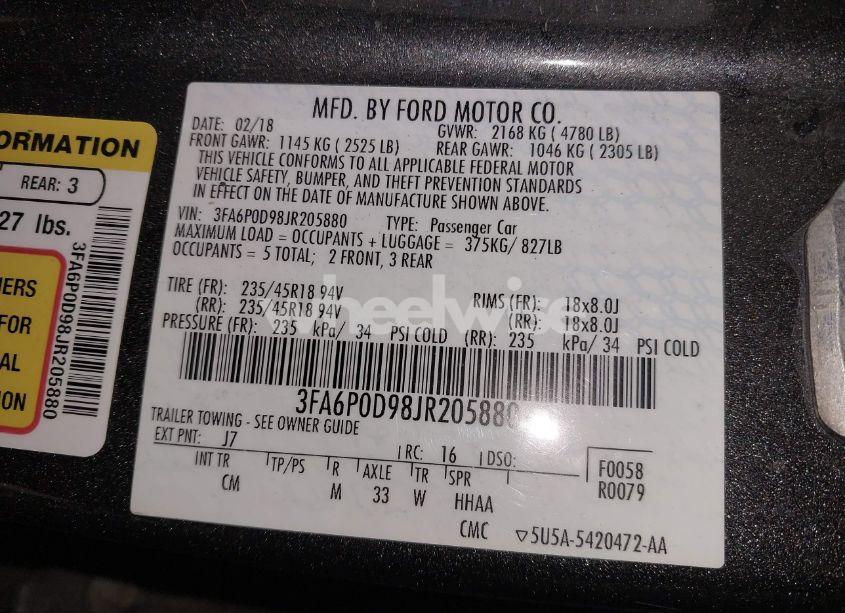 ORMATION
REAR: 3
27 lbs.
3FA6P0D98JR205880
ERS
FOR
AL
ION
MFD. BY FORD MOTOR CO.
DATE: 02/18 GVWR: 2168 KG ( 4780 LB)
FRONT GAWR: 1145 KG ( 2525 LB) REAR GAWR: 1046 KG ( 2305 LB)
THIS VEHICLE CONFORMS TO ALL APPLICABLE FEDERAL MOTOR
VEHICLE SAFETY, BUMPER, AND THEFT PREVENTION STANDARDS
IN EFFECT ON THE DATE OF MANUFACTURE SHOWN ABOVE.
VIN: 3FA6P0D98JR205880 TYPE: Passenger Car
MAXIMUM LOAD = OCCUPANTS + LUGGAGE = 375KG/ 827LB
OCCUPANTS = 5 TOTAL; 2 FRONT, 3 REAR
TIRE (FR): 235/45R18 94V RIMS (FR): 18x8.0J
(RR): 235/45R18 94V (RR): 18x8.0J
PRESSURE (FR): 235 kPa/ 34 PSI COLD (RR): 235 kPa/ 34 PSI COLD
wheelwise
3FA6P0D98JR205880
TRAILER TOWING - SEE OWNER GUIDE
EXT PNT: J7 RC: 16 DSO: F0058
INT TR TP/PS R AXLE TR SPR R0079
CM M 33 W HHAA
CMC ▽5U5A-5420472-AA